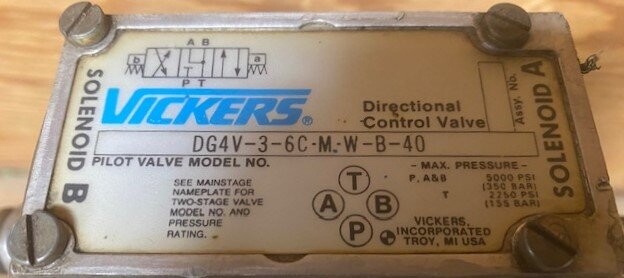 A B
b a
P T
VICKERS®
Directional
Control Valve
Assy. No.
SOLENOID A
SOLENOID B
DG4V-3-6C-M-W-B-40
PILOT VALVE MODEL NO.
- MAX. PRESSURE -
SEE MAINSTAGE
NAMEPLATE FOR
TWO-STAGE VALVE
MODEL NO. AND
PRESSURE
RATING.
P, A&B 5000 PSI
(350 BAR)
T 2250 PSI
(155 BAR)
T
A B
P
VICKERS,
INCORPORATED
TROY, MI USA